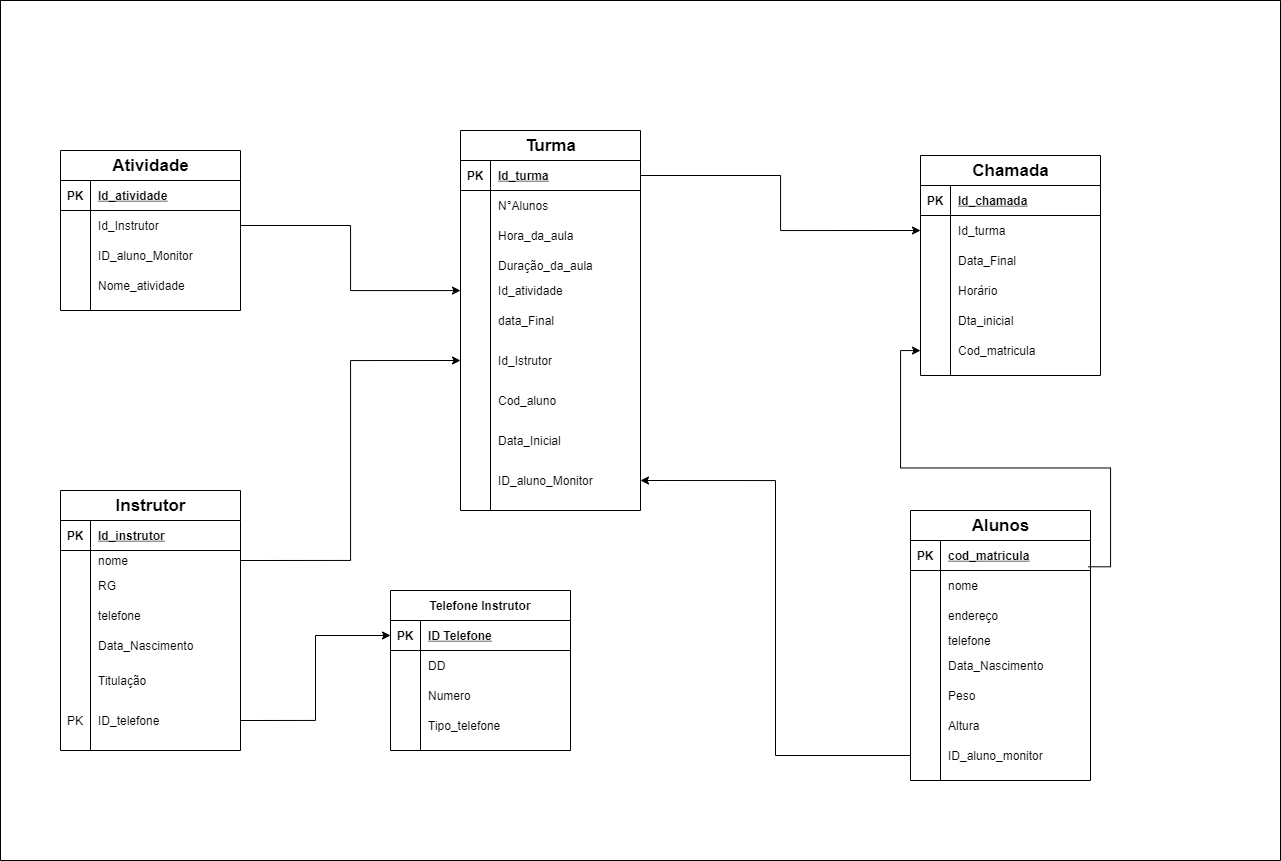 Atividade
PK Id_atividade
Id_Instrutor
ID_aluno_Monitor
Nome_atividade
Turma
PK Id_turma
N°Alunos
Hora_da_aula
Duração_da_aula
Id_atividade
data_Final
Id_Istrutor
Cod_aluno
Data_Inicial
ID_aluno_Monitor
Chamada
PK Id_chamada
Id_turma
Data_Final
Horário
Dta_inicial
Cod_matricula
Instrutor
PK Id_instrutor
nome
RG
telefone
Data_Nascimento
Titulação
PK ID_telefone
Telefone Instrutor
PK ID Telefone
DD
Numero
Tipo_telefone
Alunos
PK cod_matricula
nome
endereço
telefone
Data_Nascimento
Peso
Altura
ID_aluno_monitor